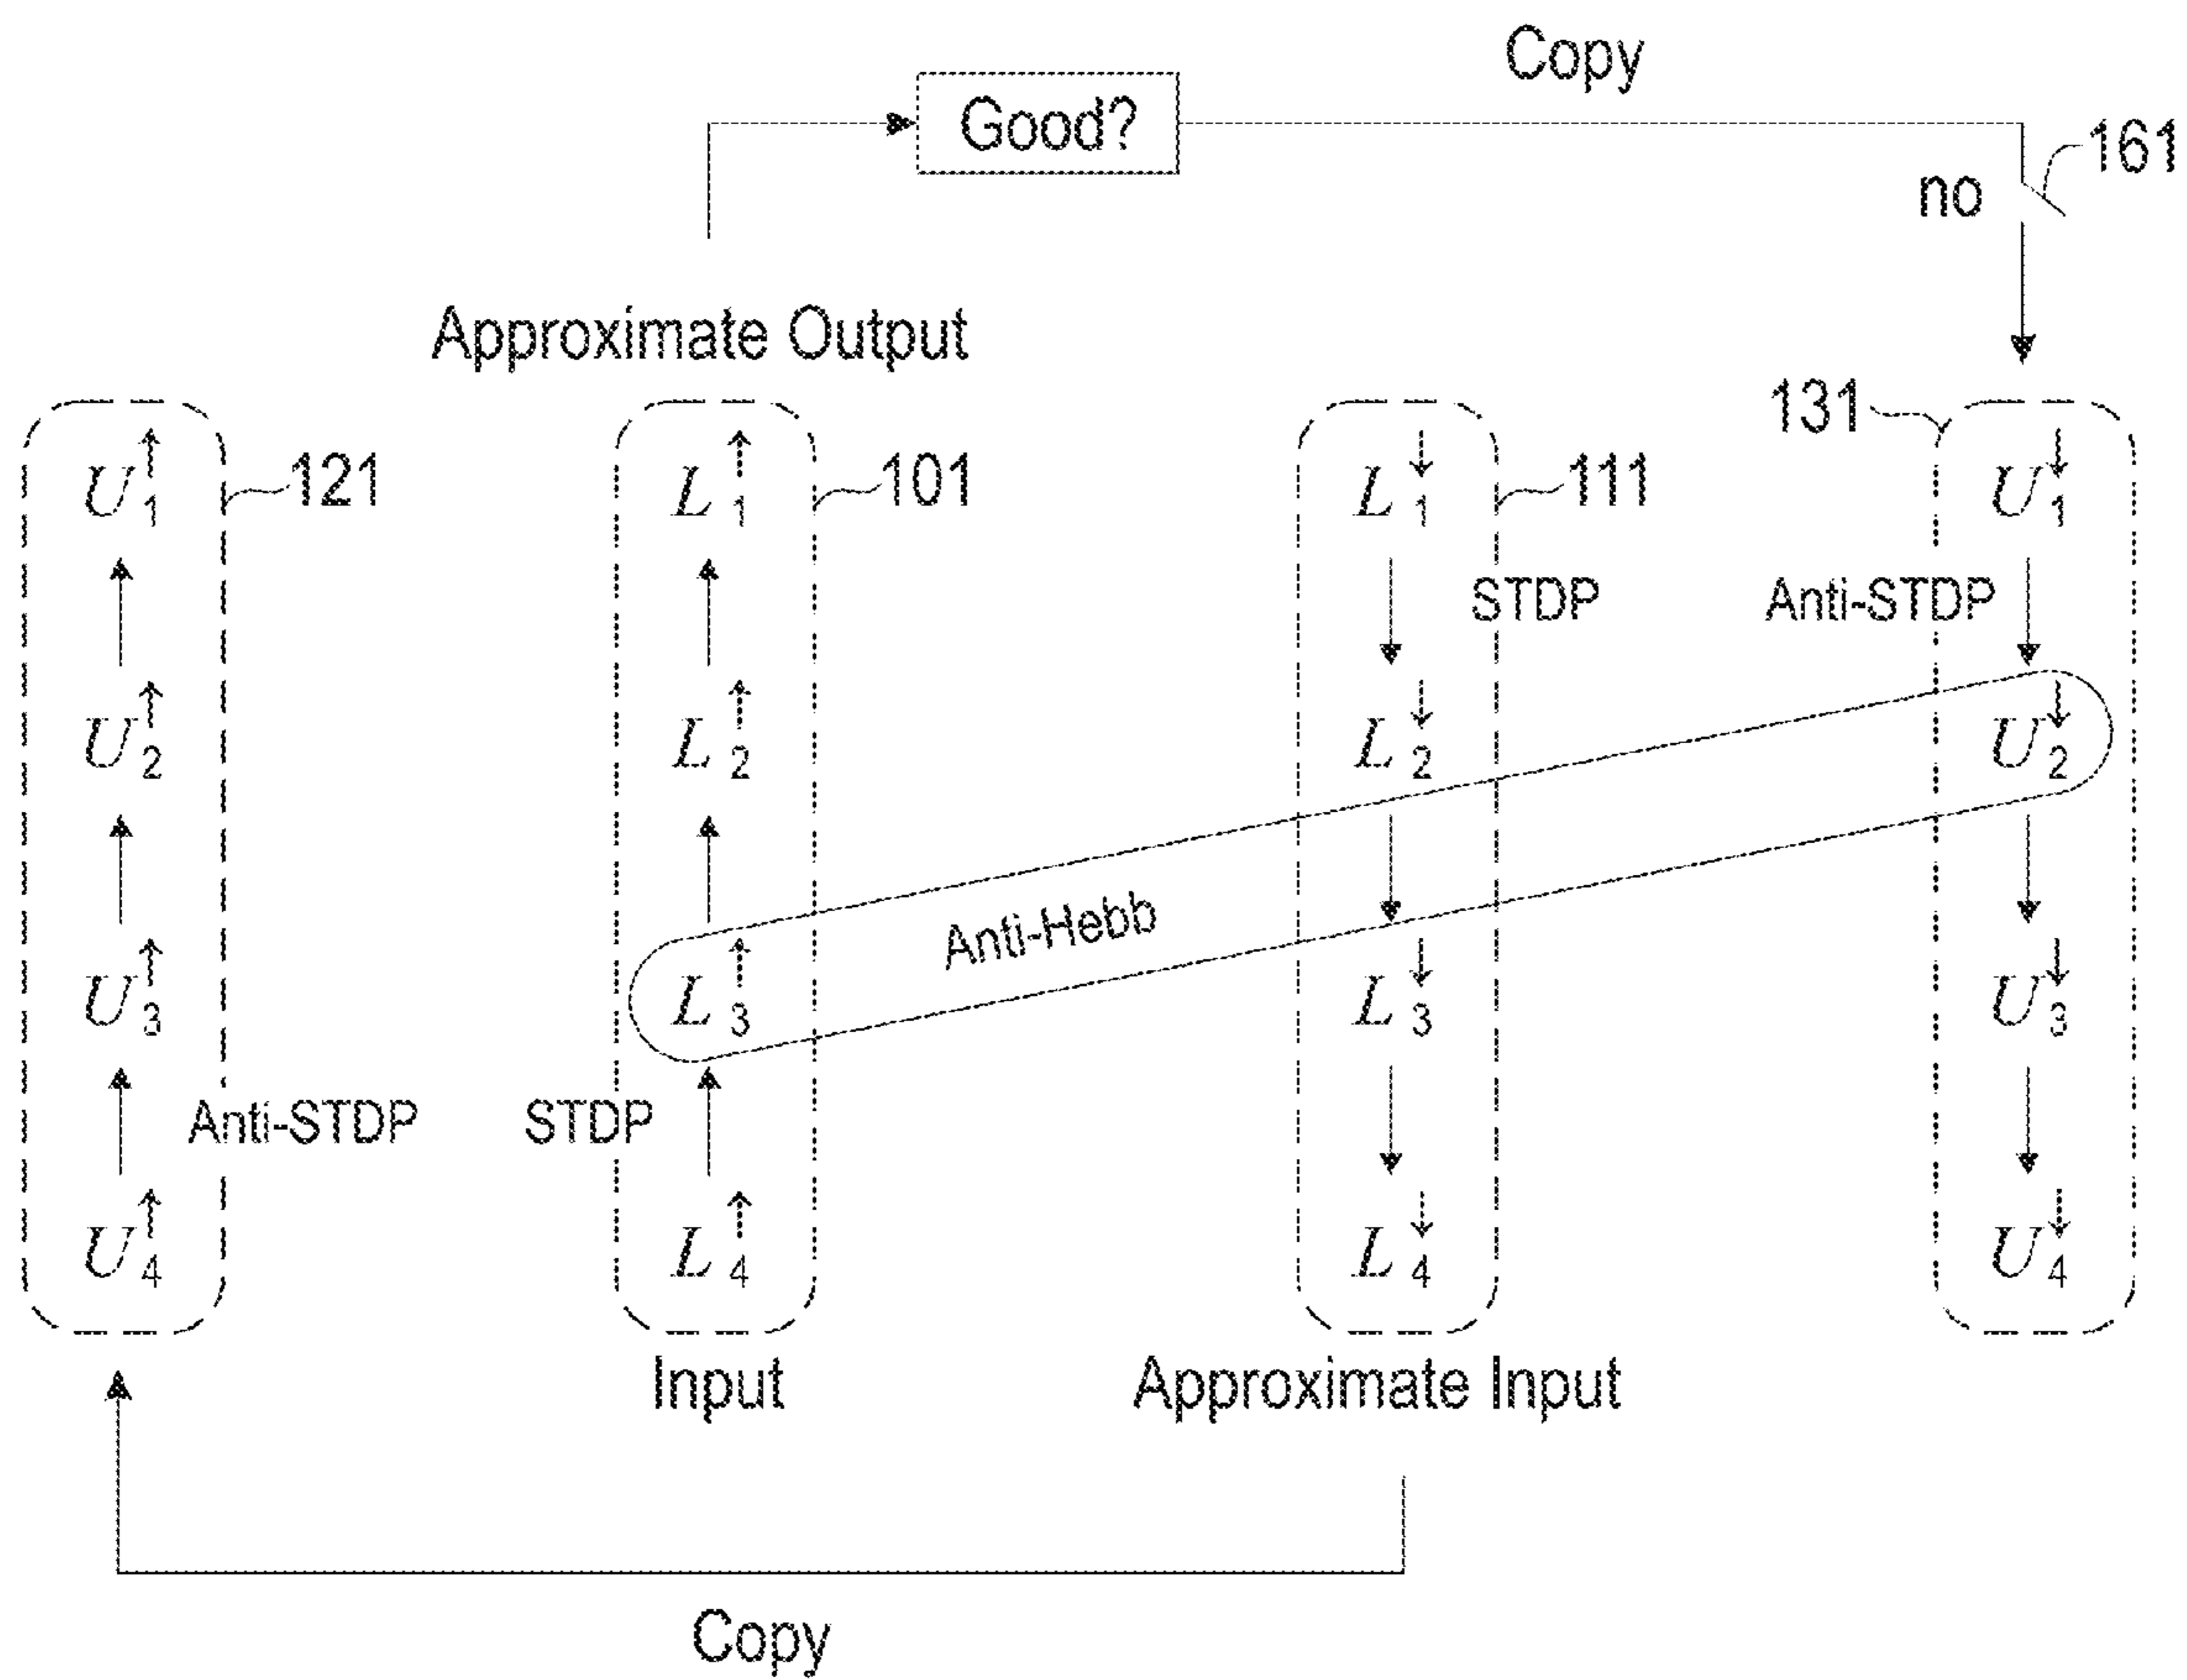 Copy
Good?
161
no
Approximate Output
131
U↑1
121
L↑1
101
L↓1
111
U↓1
STDP
Anti-STDP
U↑2
L↑2
L↓2
U↓2
Anti-Hebb
U↑3
L↑3
L↓3
U↓3
Anti-STDP
STDP
U↑4
L↑4
L↓4
U↓4
Input
Approximate Input
Copy